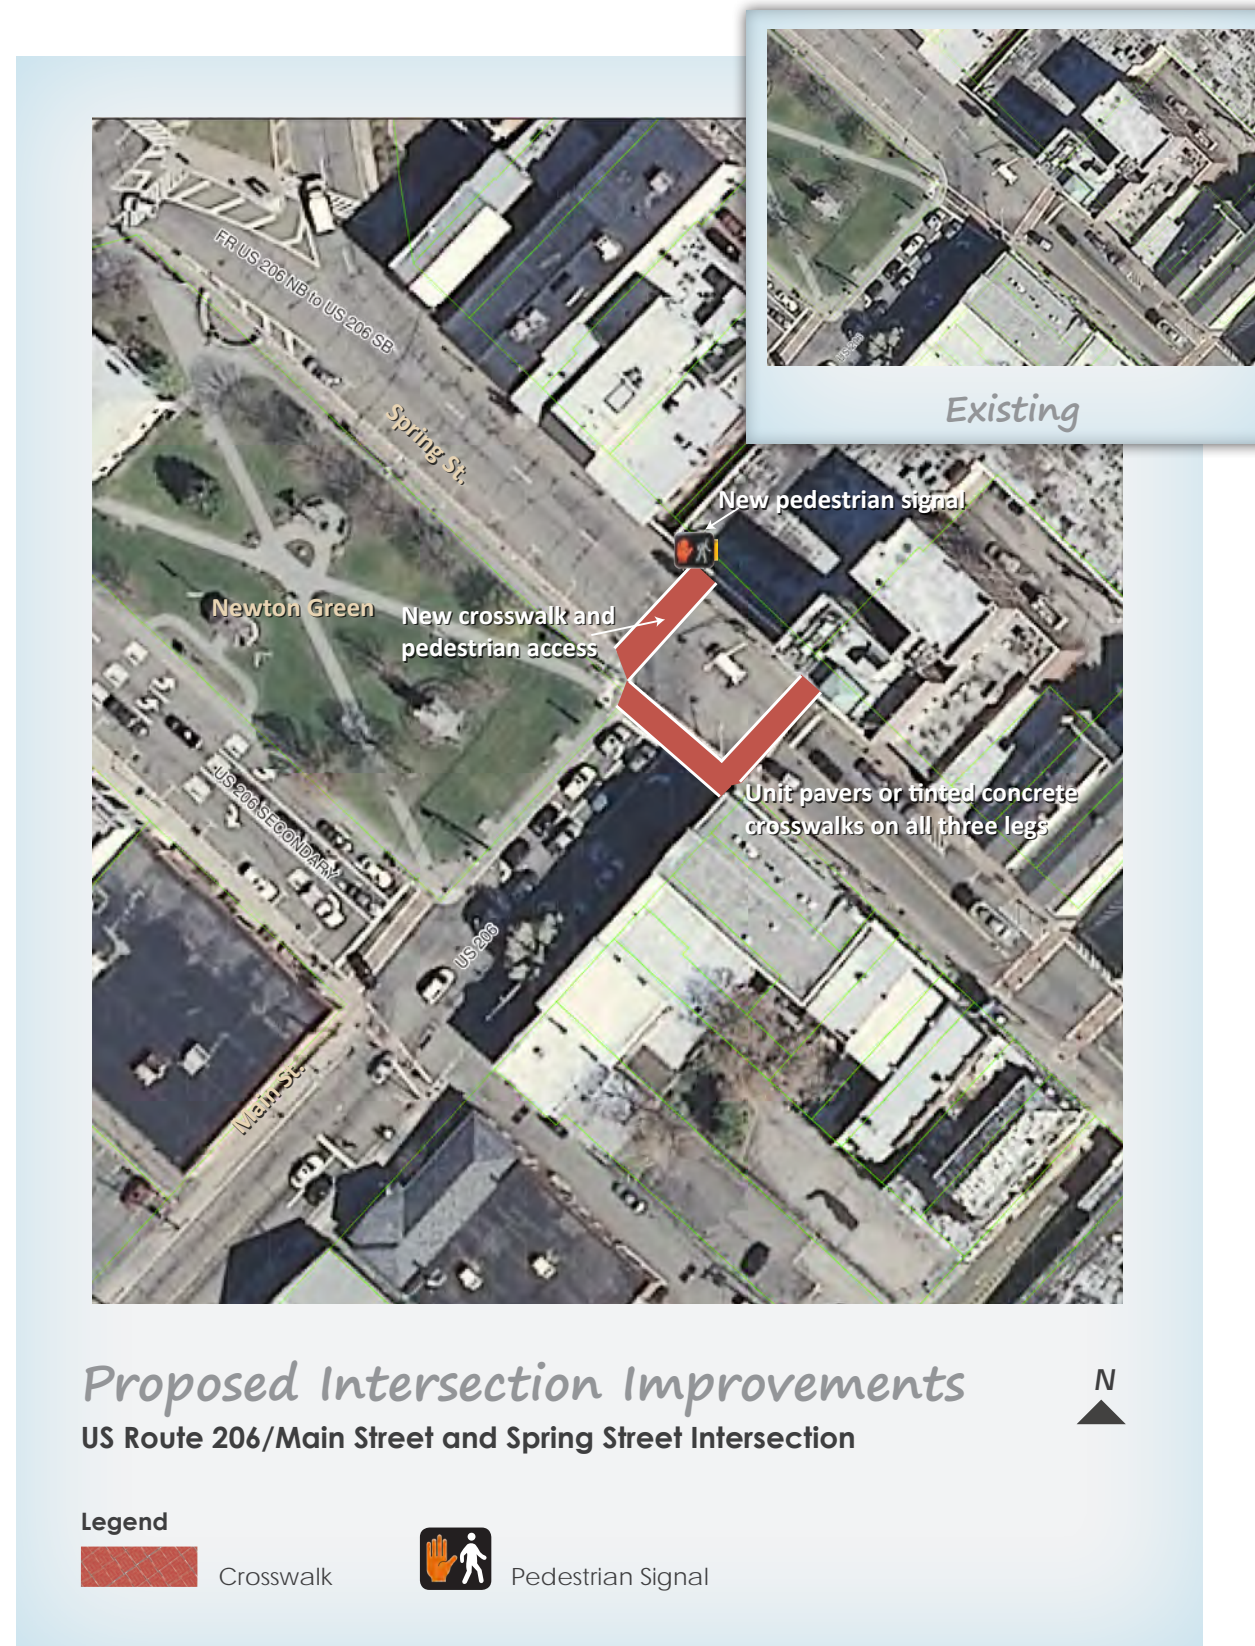 US 206
Existing
FR US 206 NB to US 206 SB
Spring St.
New pedestrian signal
Newton Green
New crosswalk and
pedestrian access
US 206 SECONDARY
Unit pavers or tinted concrete
crosswalks on all three legs
US 206
Main St.
Proposed Intersection Improvements
N
US Route 206/Main Street and Spring Street Intersection
Legend
Crosswalk
Pedestrian Signal